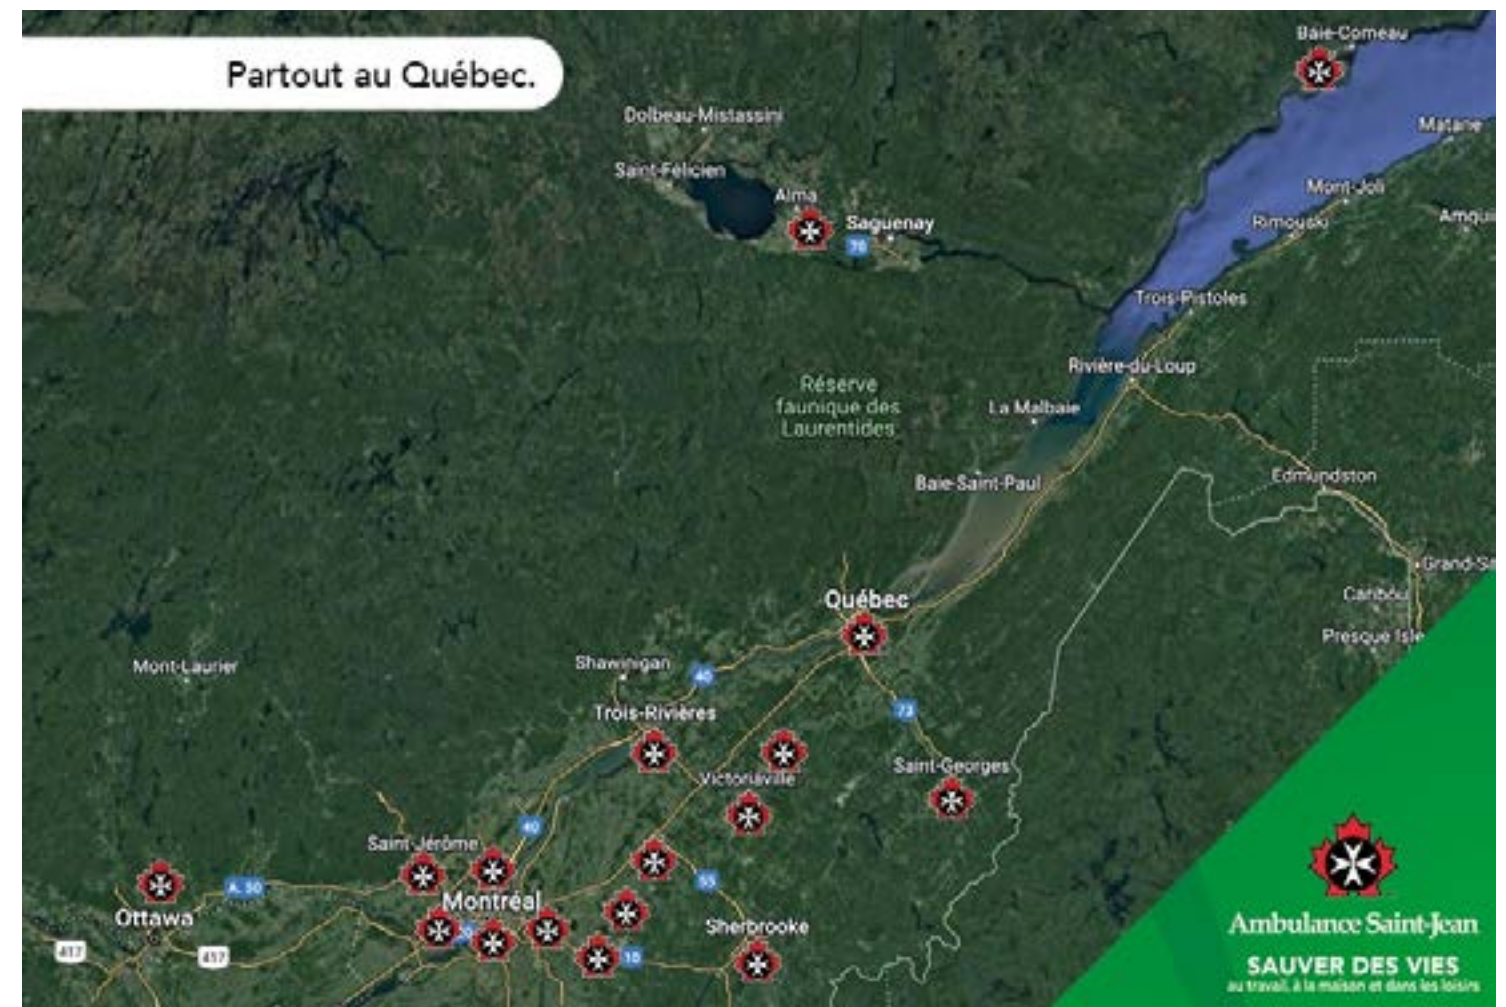 Partout au Québec.
Baie-Comeau
Dolbeau-Mistassini
Matane
Saint-Félicien
Alma
Mont-Joli
Saguenay
Rimouski
70
Trois-Pistoles
Rivière-du-Loup
Réserve
faunique des
Laurentides
La Malbaie
Baie-Saint-Paul
Edmundston
Québec
Caribou
Presque Isle
Mont-Laurier
Shawinigan
40
Trois-Rivières
73
Saint-Georges
Victoriaville
40
Saint-Jérôme
A. 50
55
Montréal
Ottawa
Sherbrooke
417
417
20
10
Ambulance Saint-Jean
SAUVER DES VIES
au travail, à la maison et dans les loisirs